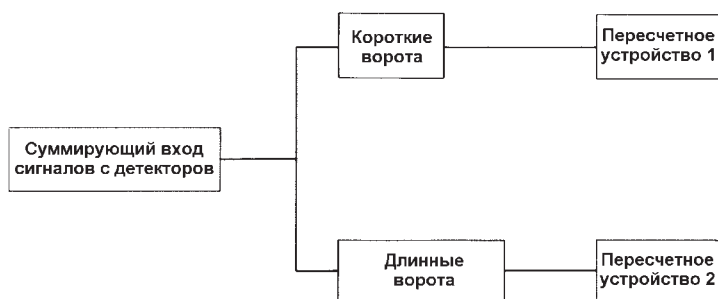 Короткие
ворота
Пересчетное
устройство 1
Суммирующий вход
сигналов с детекторов
Длинные
ворота
Пересчетное
устройство 2